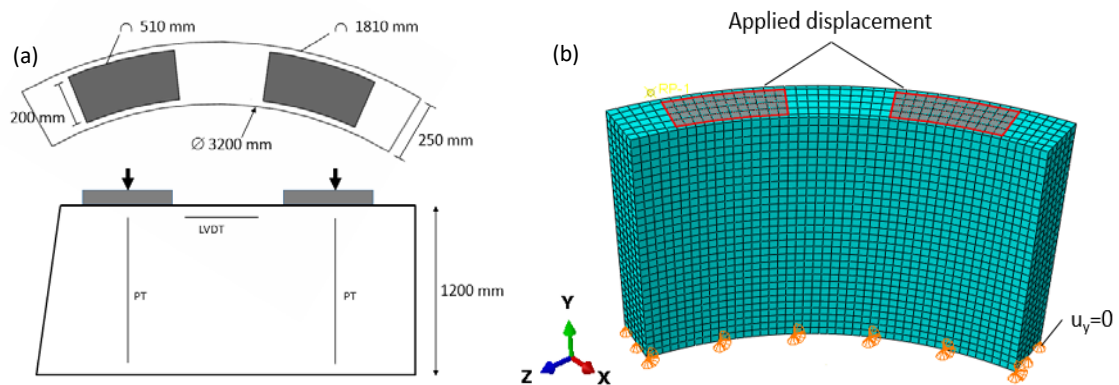 (a)
⌒ 510 mm
⌒ 1810 mm
200 mm
Ø 3200 mm
250 mm
LVDT
PT
PT
1200 mm
(b)
Applied displacement
RP-1
Y
Z
X
u_y=0